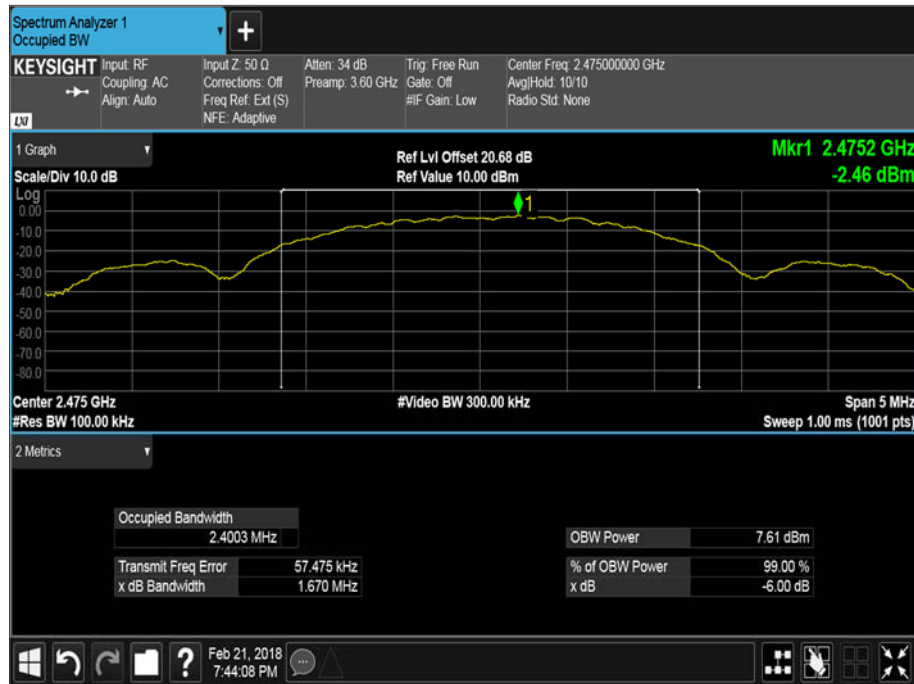 Spectrum Analyzer 1
Occupied BW
+
KEYSIGHT
LXI
Input: RF
Coupling: AC
Align: Auto
Input Z: 50 Ω
Corrections: Off
Freq Ref: Ext (S)
NFE: Adaptive
Atten: 34 dB
Preamp: 3.60 GHz
Trig: Free Run
Gate: Off
#IF Gain: Low
Center Freq: 2.475000000 GHz
Avg|Hold: 10/10
Radio Std: None
1 Graph
Scale/Div 10.0 dB
Ref Lvl Offset 20.68 dB
Ref Value 10.00 dBm
Mkr1 2.4752 GHz
-2.46 dBm
Log
0.00
-10.0
-20.0
-30.0
-40.0
-50.0
-60.0
-70.0
-80.0
1
Center 2.475 GHz
#Res BW 100.00 kHz
#Video BW 300.00 kHz
Span 5 MHz
Sweep 1.00 ms (1001 pts)
2 Metrics
Occupied Bandwidth
2.4003 MHz
Transmit Freq Error 57.475 kHz
x dB Bandwidth 1.670 MHz
OBW Power 7.61 dBm
% of OBW Power 99.00 %
x dB -6.00 dB
?
Feb 21, 2018
7:44:08 PM